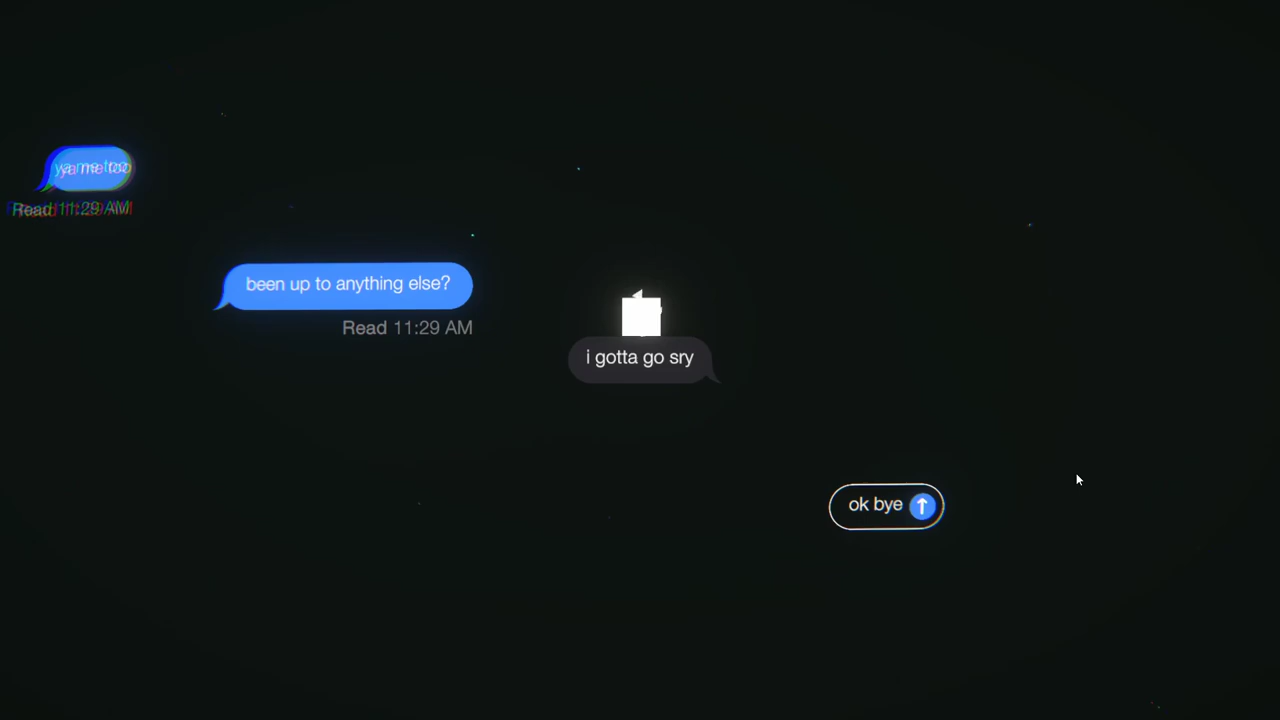 ya me too
Read 11:29 AM
been up to anything else?
Read 11:29 AM
i gotta go sry
ok bye